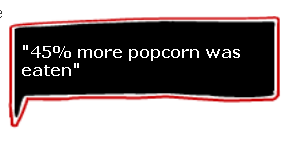 "45% more popcorn was
eaten"